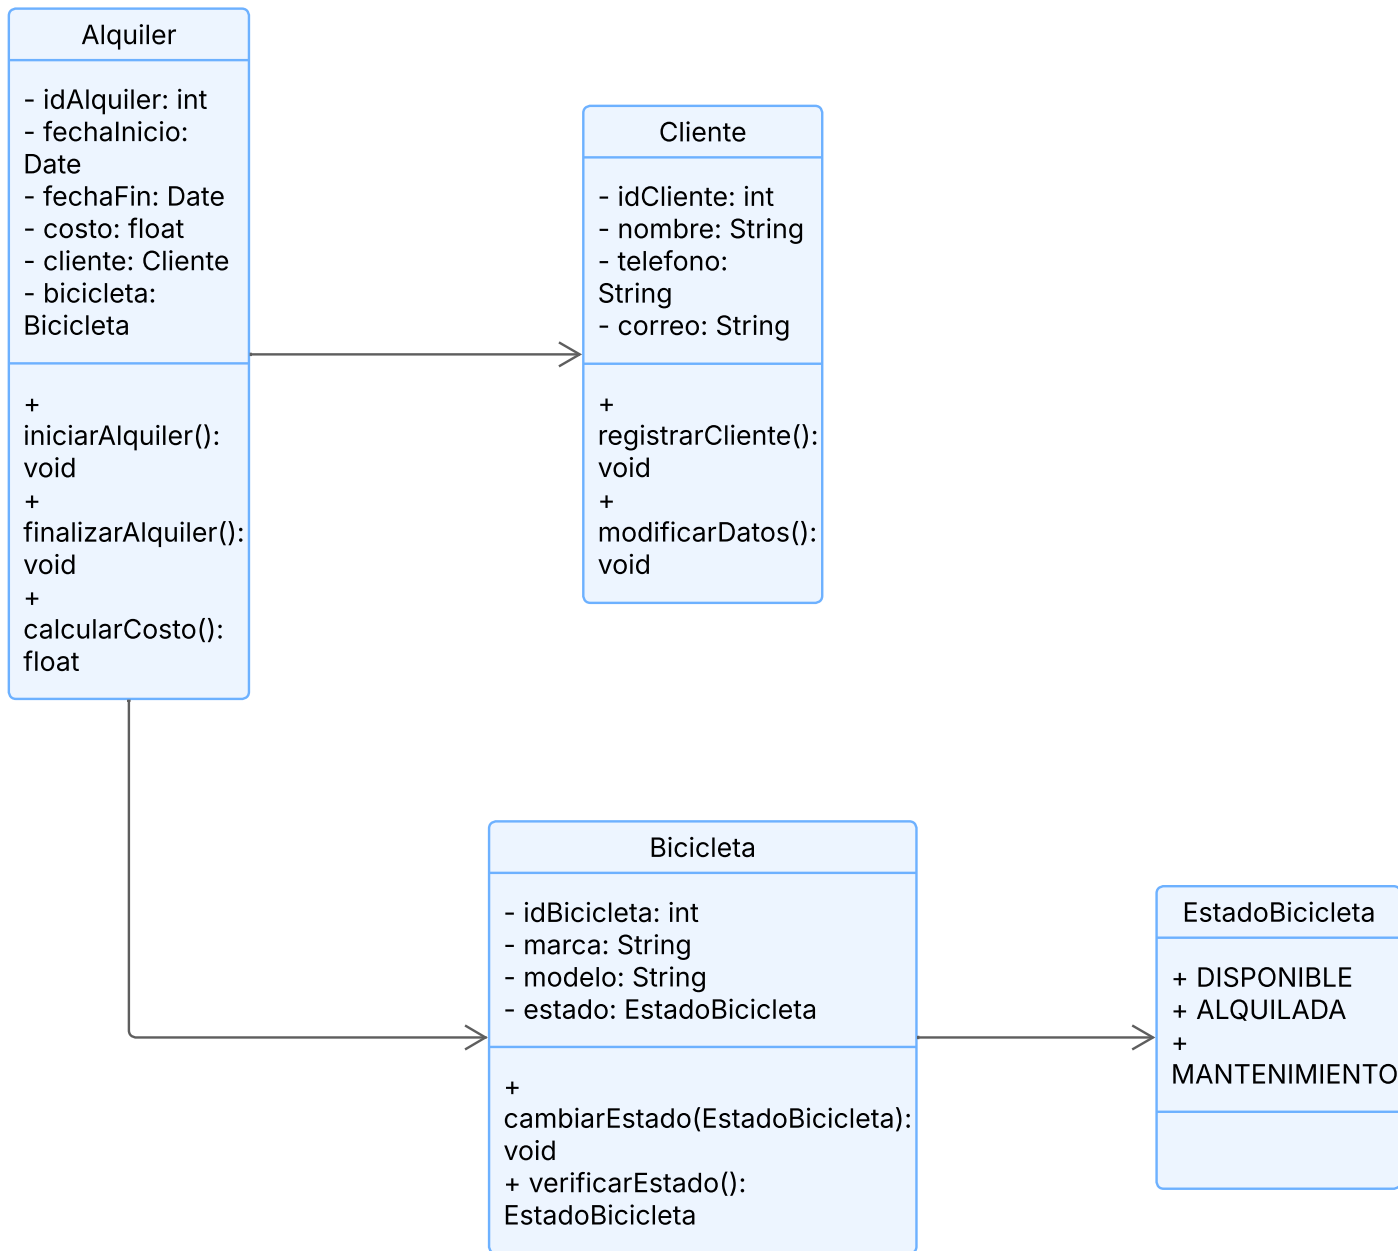 Alquiler
- idAlquiler: int
- fechaInicio:
Date
- fechaFin: Date
- costo: float
- cliente: Cliente
- bicicleta:
Bicicleta
+
iniciarAlquiler():
void
+
finalizarAlquiler():
void
+
calcularCosto():
float
Cliente
- idCliente: int
- nombre: String
- telefono:
String
- correo: String
+
registrarCliente():
void
+
modificarDatos():
void
Bicicleta
- idBicicleta: int
- marca: String
- modelo: String
- estado: EstadoBicicleta
+
cambiarEstado(EstadoBicicleta):
void
+ verificarEstado():
EstadoBicicleta
EstadoBicicleta
+ DISPONIBLE
+ ALQUILADA
+
MANTENIMIENTO